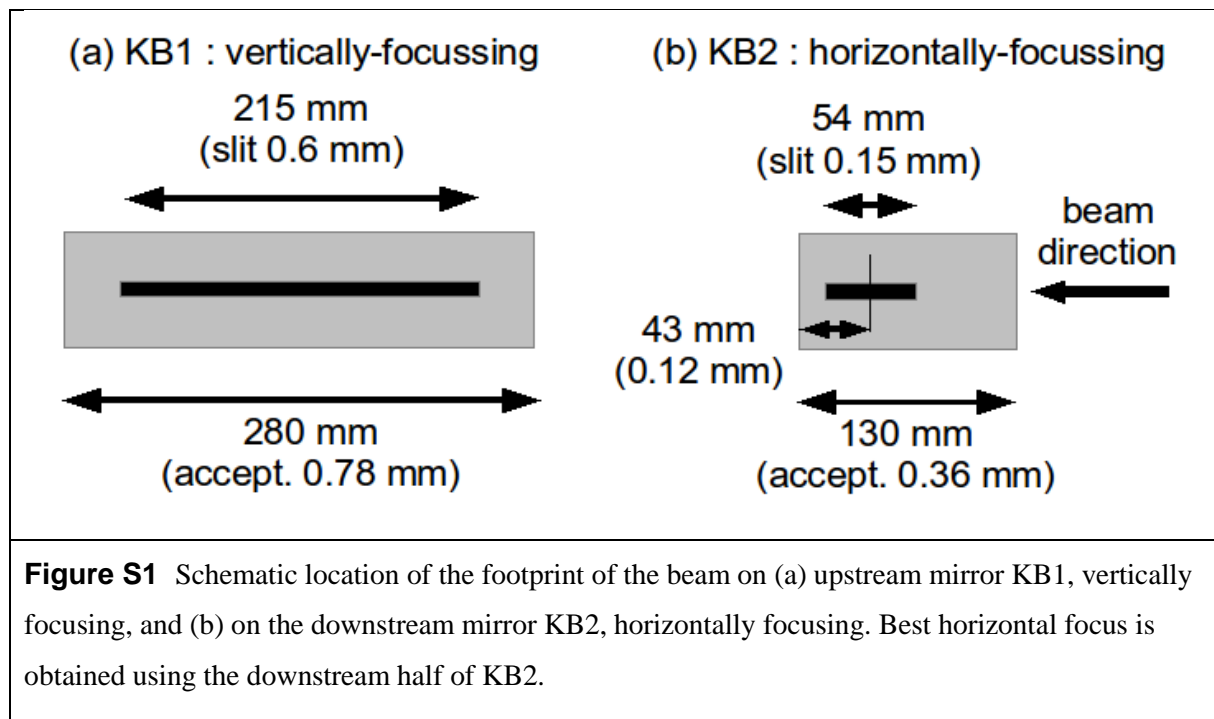 (a) KB1 : vertically-focussing
215 mm
(slit 0.6 mm)
280 mm
(accept. 0.78 mm)
(b) KB2 : horizontally-focussing
54 mm
(slit 0.15 mm)
beam
direction
43 mm
(0.12 mm)
130 mm
(accept. 0.36 mm)
Figure S1 Schematic location of the footprint of the beam on (a) upstream mirror KB1, vertically
focusing, and (b) on the downstream mirror KB2, horizontally focusing. Best horizontal focus is
obtained using the downstream half of KB2.